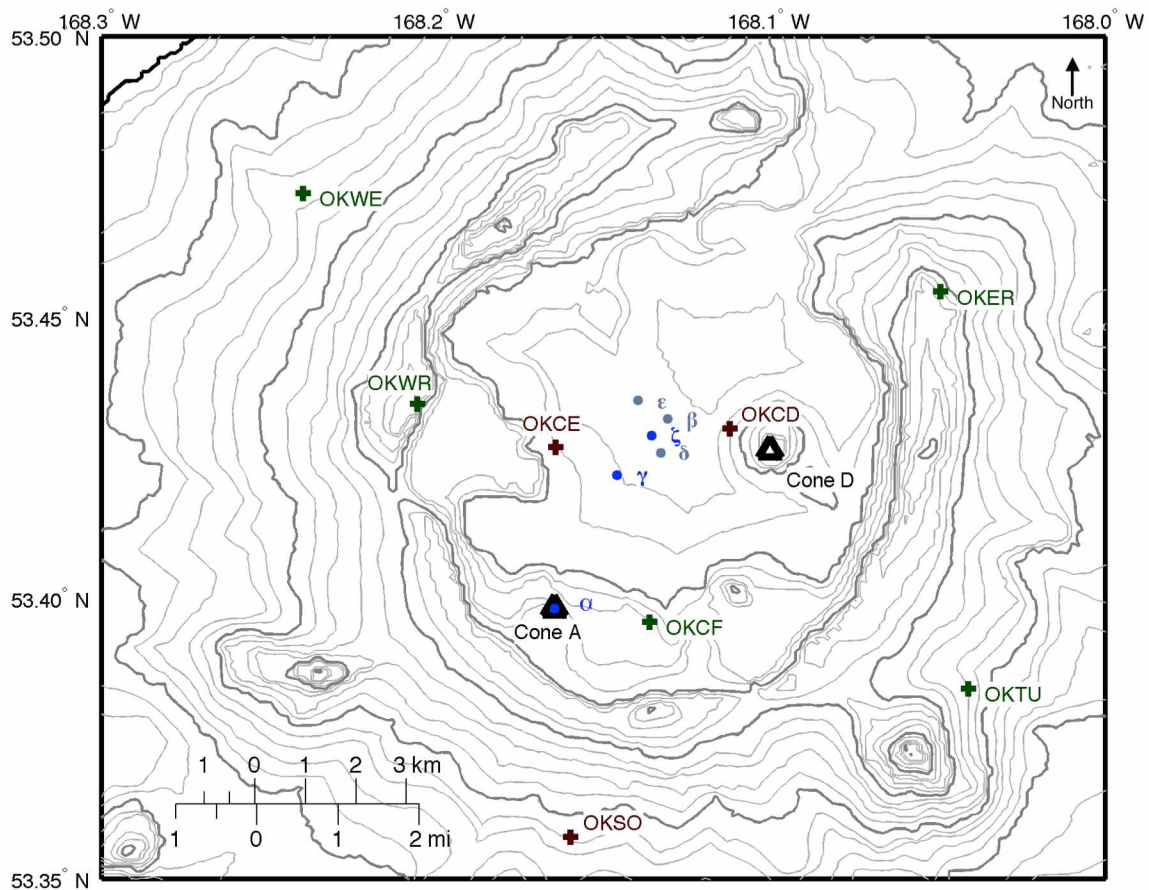 168.3° W 168.2° W 168.1° W 168.0° W
53.50° N
North
OKWE
OKER
53.45° N
OKWR
ε
OKCD
OKCE
β
ζ
δ
γ
Cone D
53.40° N
α
Cone A
OKCF
OKTU
1 0 1 2 3 km
1 0 1 2 mi
OKSO
53.35° N